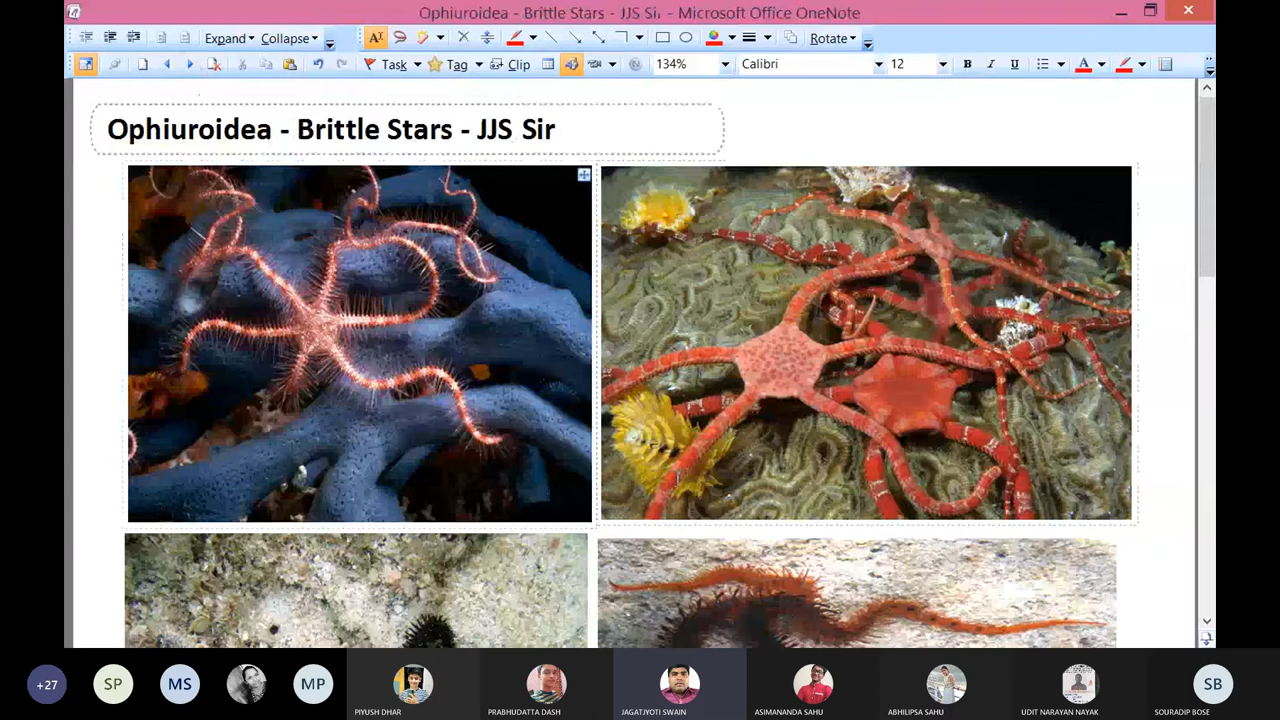 Ophiuroidea - Brittle Stars - JJS Sir - Microsoft Office OneNote
Expand Collapse Rotate
Task Tag Clip 134% Calibri 12 B I U A
Ophiuroidea - Brittle Stars - JJS Sir
+27 SP MS MP SB
PIYUSH DHAR PRABHUDATTA DASH JAGATJYOTI SWAIN ASIMANANDA SAHU ABHILIPSA SAHU UDIT NARAYAN NAYAK SOURADIP BOSE